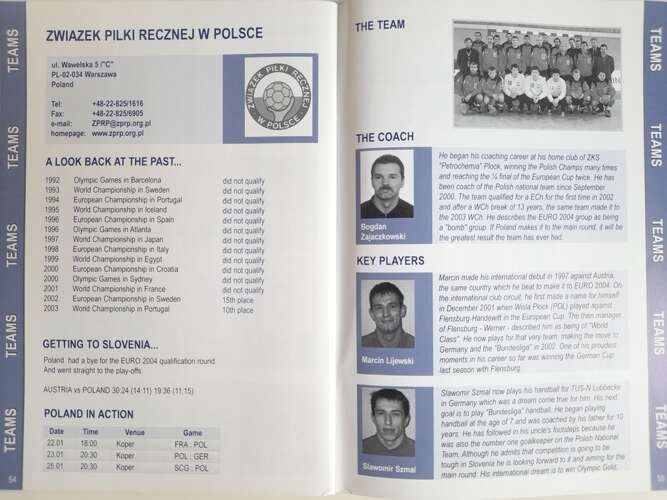 TEAMS
TEAMS
TEAMS
TEAMS
TEAMS
54
ZWIAZEK PILKI RECZNEJ W POLSCE
ul. Wawelska 5 /"C"
PL-02-034 Warszawa
Poland
Tel: +48-22-825/1616
Fax: +48-22-825/6905
e-mail: ZPRP@zprp.org.pl
homepage: www.zprp.org.pl
ZWIĄZEK PIŁKI RĘCZNEJ
W POLSCE
A LOOK BACK AT THE PAST...
1992 Olympic Games in Barcelona did not qualify
1993 World Championship in Sweden did not qualify
1994 European Championship in Portugal did not qualify
1995 World Championship in Iceland did not qualify
1996 European Championship in Spain did not qualify
1996 Olympic Games in Atlanta did not qualify
1997 World Championship in Japan did not qualify
1998 European Championship in Italy did not qualify
1999 World Championship in Egypt did not qualify
2000 European Championship in Croatia did not qualify
2000 Olympic Games in Sydney did not qualify
2001 World Championship in France did not qualify
2002 European Championship in Sweden 15th place
2003 World Championship in Portugal 10th place
GETTING TO SLOVENIA...
Poland had a bye for the EURO 2004 qualification round.
And went straight to the play-offs:
AUSTRIA vs POLAND 30:24 (14:11) 19:36 (11:15)
POLAND IN ACTION
Date Time Venue Game
22.01 18:00 Koper FRA : POL
23.01 20:30 Koper POL : GER
25.01 20:30 Koper SCG : POL
THE TEAM
THE COACH
Bogdan
Zajaczkowski
He began his coaching career at his home club of ZKS
"Petrochemia" Plock, winning the Polish Champs many times
and reaching the ¼ final of the European Cup twice. He has
been coach of the Polish national team since September
2000. The team qualified for a ECh for the first time in 2002
and after a WCh break of 13 years, the same team made it to
the 2003 WCh. He describes the EURO 2004 group as being
a "bomb" group. If Poland makes it to the main round, it will be
the greatest result the team has ever had.
KEY PLAYERS
Marcin Lijewski
Marcin made his international debut in 1997 against Austria,
the same country which he beat to make it to EURO 2004. On
the international club circuit, he first made a name for himself
in December 2001 when Wisla Plock (POL) played against
Flensburg-Handewitt in the European Cup. The then manager
of Flensburg - Werner - described him as being of "World
Class". He now plays for that very team, making the move to
Germany and the "Bundesliga" in 2002. One of his proudest
moments in his career so far was winning the German Cup
last season with Flensburg.
Slawomir Szmal
Slawomir Szmal now plays his handball for TUS-N Lubbecke
in Germany which was a dream come true for him. His next
goal is to play "Bundesliga" handball. He began playing
handball at the age of 7 and was coached by his father for 10
years. He has followed in his uncle's footsteps because he
was also the number one goalkeeper on the Polish National
Team. Although he admits that competition is going to be
tough in Slovenia he is looking forward to it and aiming for the
main round. His international dream is to win Olympic Gold.
TEAMS
TEAMS
TEAMS
TEAMS
TEAMS